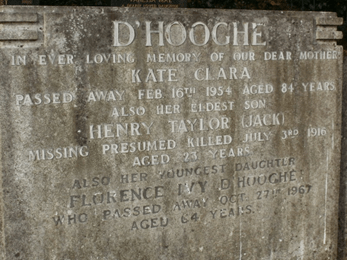 D'HOOGHE
IN EVER LOVING MEMORY OF OUR DEAR MOTHER
KATE CLARA
PASSED AWAY FEB 16TH 1954 AGED 84 YEARS
ALSO HER ELDEST SON
HENRY TAYLOR (JACK)
MISSING PRESUMED KILLED JULY 3RD 1916
AGED 23 YEARS
ALSO HER YOUNGEST DAUGHTER
FLORENCE IVY D'HOOGHE
WHO PASSED AWAY OCT. 27TH 1967
AGED 64 YEARS.